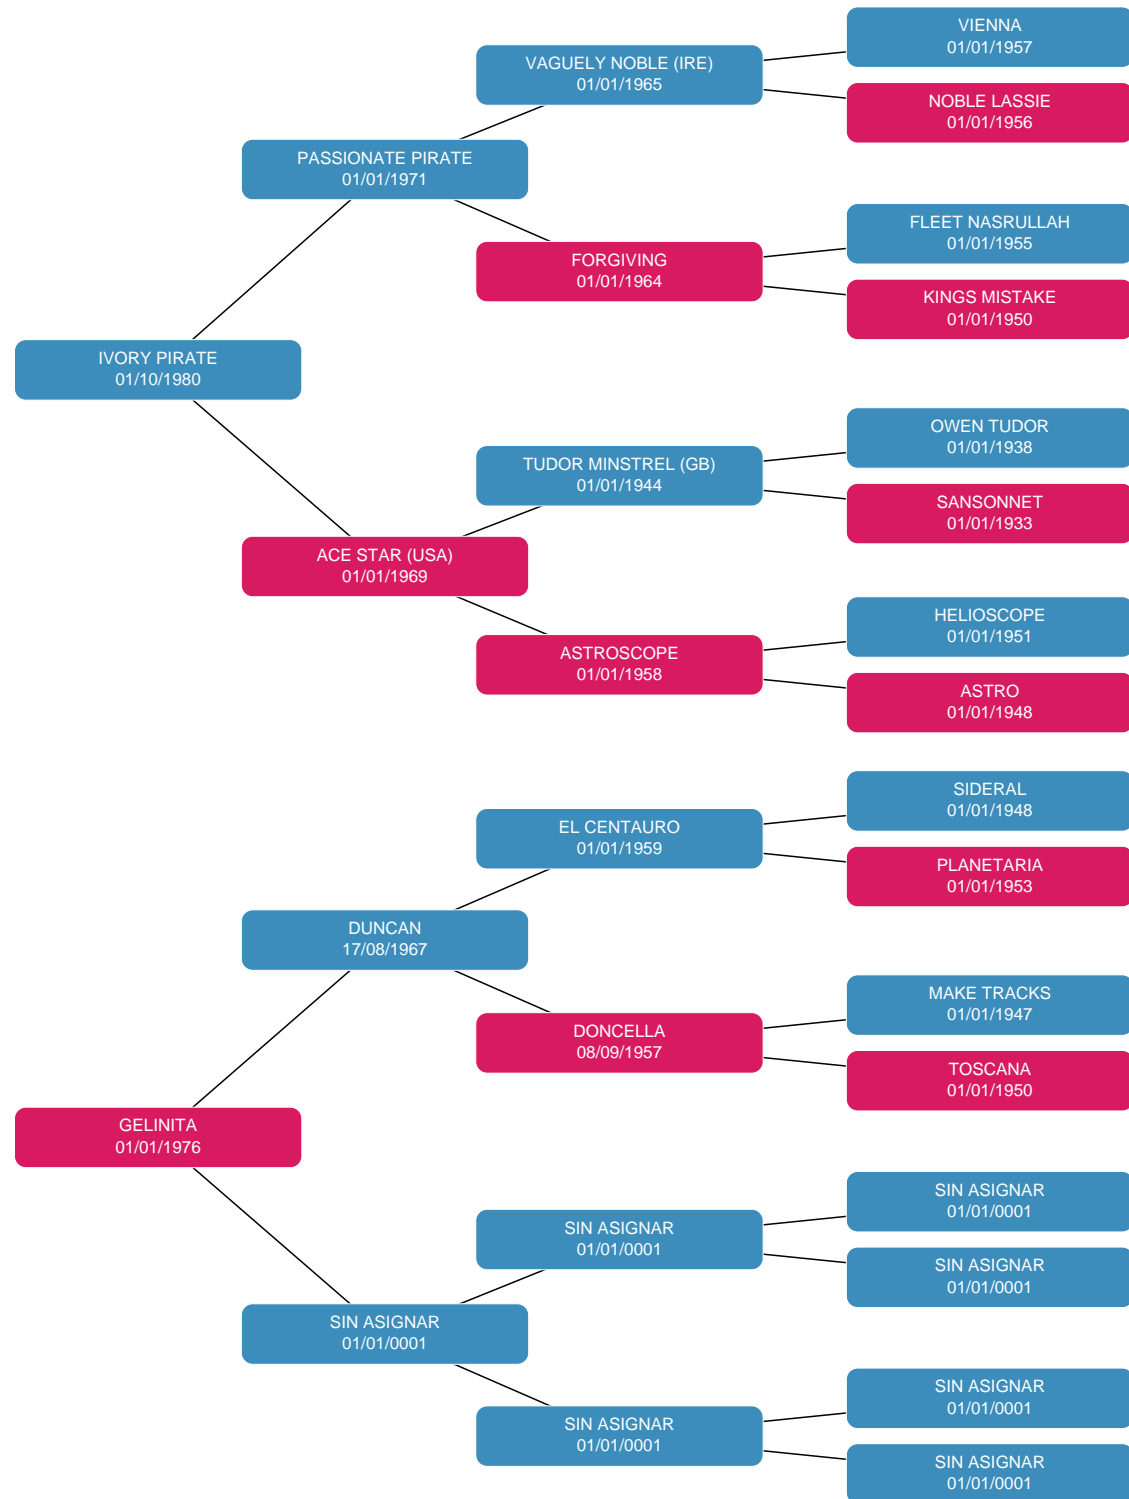 VIENNA
01/01/1957
VAGUELY NOBLE (IRE)
01/01/1965
NOBLE LASSIE
01/01/1956
PASSIONATE PIRATE
01/01/1971
FLEET NASRULLAH
01/01/1955
FORGIVING
01/01/1964
KINGS MISTAKE
01/01/1950
IVORY PIRATE
01/10/1980
OWEN TUDOR
01/01/1938
TUDOR MINSTREL (GB)
01/01/1944
SANSONNET
01/01/1933
ACE STAR (USA)
01/01/1969
HELIOSCOPE
01/01/1951
ASTROSCOPE
01/01/1958
ASTRO
01/01/1948
SIDERAL
01/01/1948
EL CENTAURO
01/01/1959
PLANETARIA
01/01/1953
DUNCAN
17/08/1967
MAKE TRACKS
01/01/1947
DONCELLA
08/09/1957
TOSCANA
01/01/1950
GELINITA
01/01/1976
SIN ASIGNAR
01/01/0001
SIN ASIGNAR
01/01/0001
SIN ASIGNAR
01/01/0001
SIN ASIGNAR
01/01/0001
SIN ASIGNAR
01/01/0001
SIN ASIGNAR
01/01/0001
SIN ASIGNAR
01/01/0001